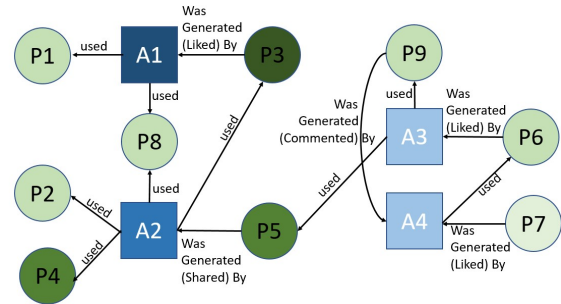 Was
Generated
(Liked) By
P1
used
A1
P3
P9
used
used
Was
Generated
(Commented) By
used
A3
Was
Generated
(Liked) By
P6
P8
used
used
P2
used
A2
used
P5
used
A4
P7
P4
Was
Generated
(Shared) By
Was
Generated
(Liked) By